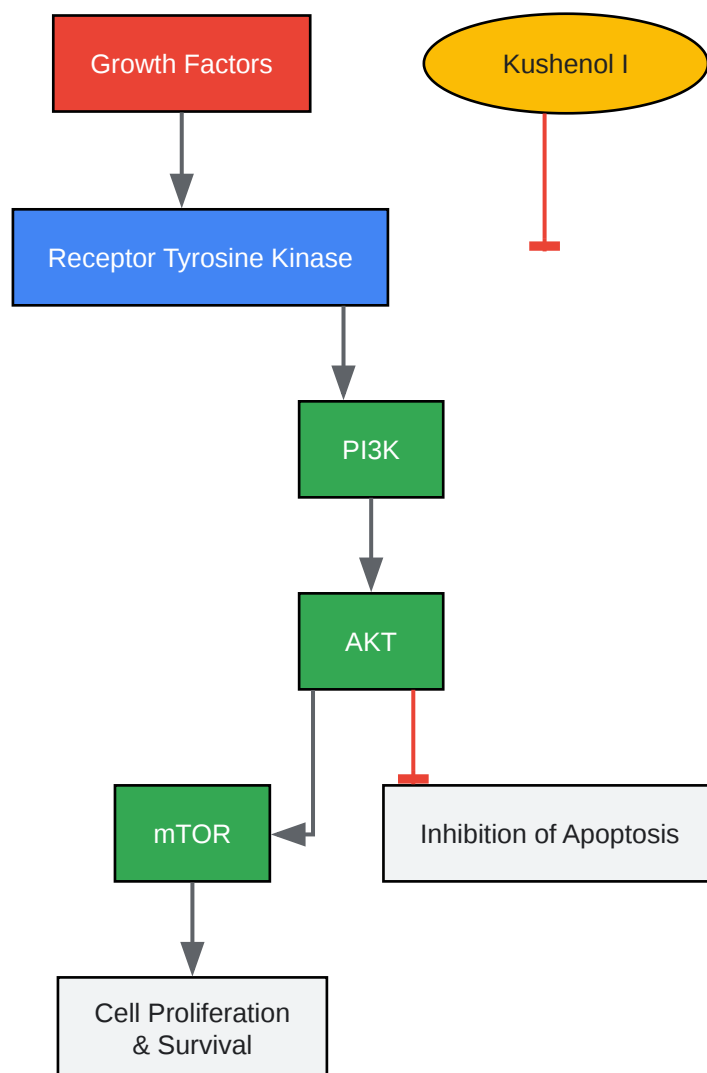 Growth Factors
Kushenol I
Receptor Tyrosine Kinase
PI3K
AKT
mTOR
Inhibition of Apoptosis
Cell Proliferation
& Survival